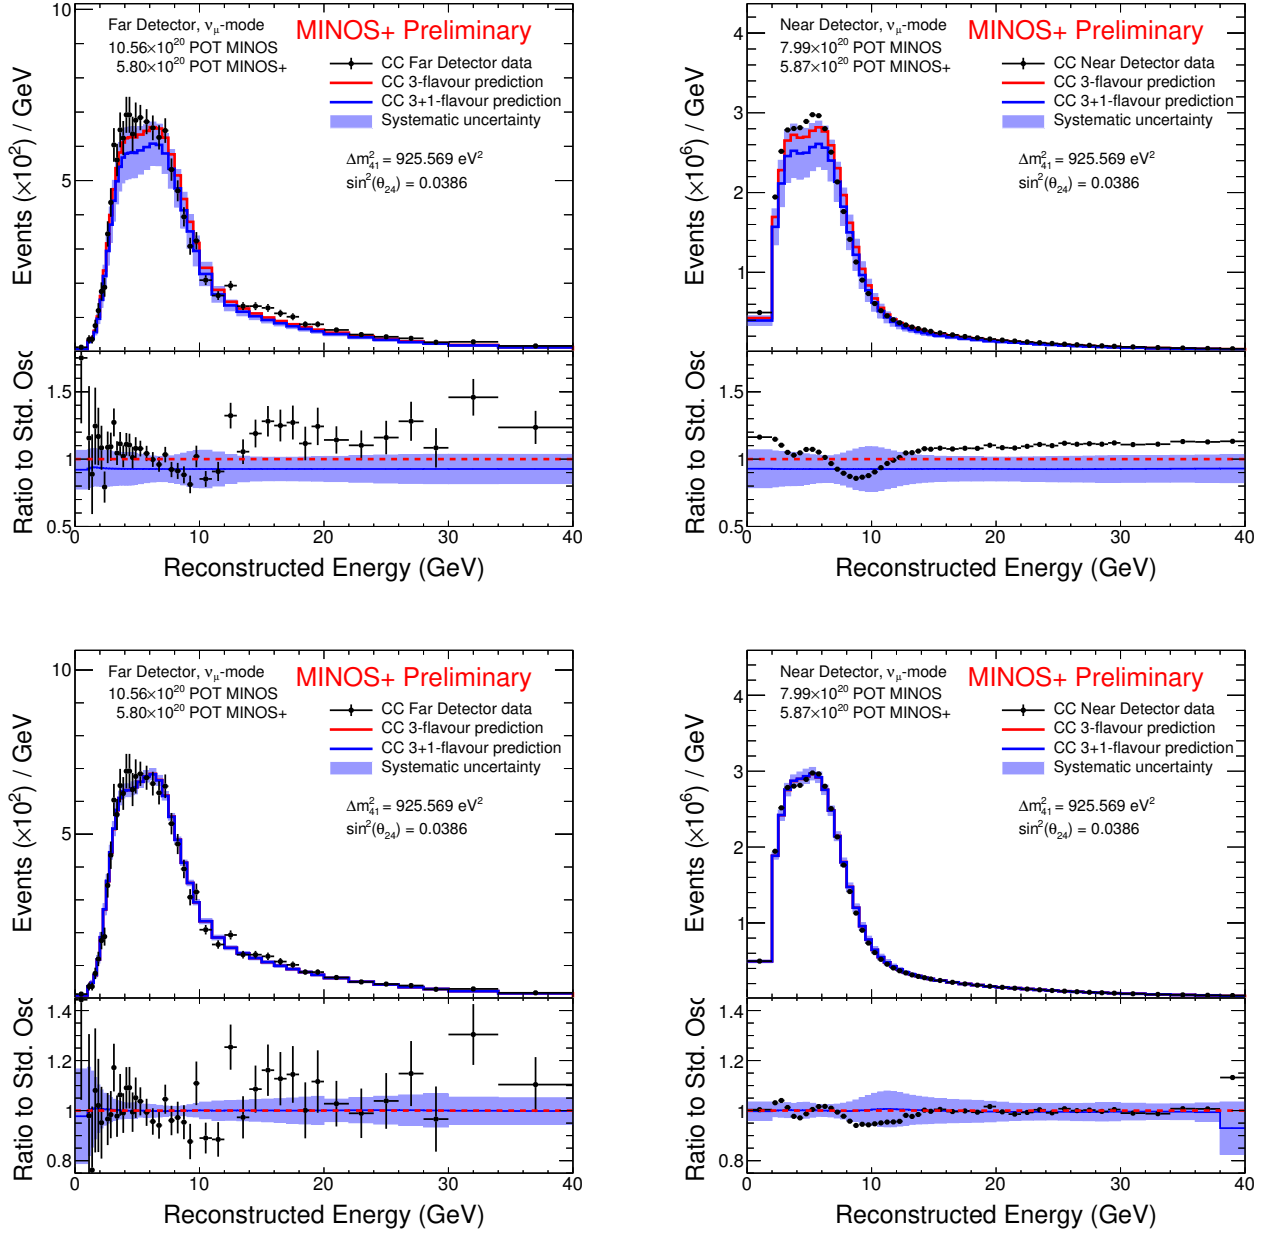 Far Detector, νμ-mode
10.56×10²⁰ POT MINOS
5.80×10²⁰ POT MINOS+
MINOS+ Preliminary
CC Far Detector data
CC 3-flavour prediction
CC 3+1-flavour prediction
Systematic uncertainty
Δm²₄₁ = 925.569 eV²
sin²(θ₂₄) = 0.0386
Events (×10²) / GeV
10
5
Ratio to Std. Osc
1.5
1
0.5
0 10 20 30 40
Reconstructed Energy (GeV)
Near Detector, νμ-mode
7.99×10²⁰ POT MINOS
5.87×10²⁰ POT MINOS+
MINOS+ Preliminary
CC Near Detector data
CC 3-flavour prediction
CC 3+1-flavour prediction
Systematic uncertainty
Δm²₄₁ = 925.569 eV²
sin²(θ₂₄) = 0.0386
Events (×10⁶) / GeV
4
3
2
1
Ratio to Std. Osc
1.5
1
0.5
0 10 20 30 40
Reconstructed Energy (GeV)
Far Detector, νμ-mode
10.56×10²⁰ POT MINOS
5.80×10²⁰ POT MINOS+
MINOS+ Preliminary
CC Far Detector data
CC 3-flavour prediction
CC 3+1-flavour prediction
Systematic uncertainty
Δm²₄₁ = 925.569 eV²
sin²(θ₂₄) = 0.0386
Events (×10²) / GeV
10
5
Ratio to Std. Osc
1.4
1.2
1
0.8
0 10 20 30 40
Reconstructed Energy (GeV)
Near Detector, νμ-mode
7.99×10²⁰ POT MINOS
5.87×10²⁰ POT MINOS+
MINOS+ Preliminary
CC Near Detector data
CC 3-flavour prediction
CC 3+1-flavour prediction
Systematic uncertainty
Δm²₄₁ = 925.569 eV²
sin²(θ₂₄) = 0.0386
Events (×10⁶) / GeV
4
3
2
1
Ratio to Std. Osc
1.4
1.2
1
0.8
0 10 20 30 40
Reconstructed Energy (GeV)